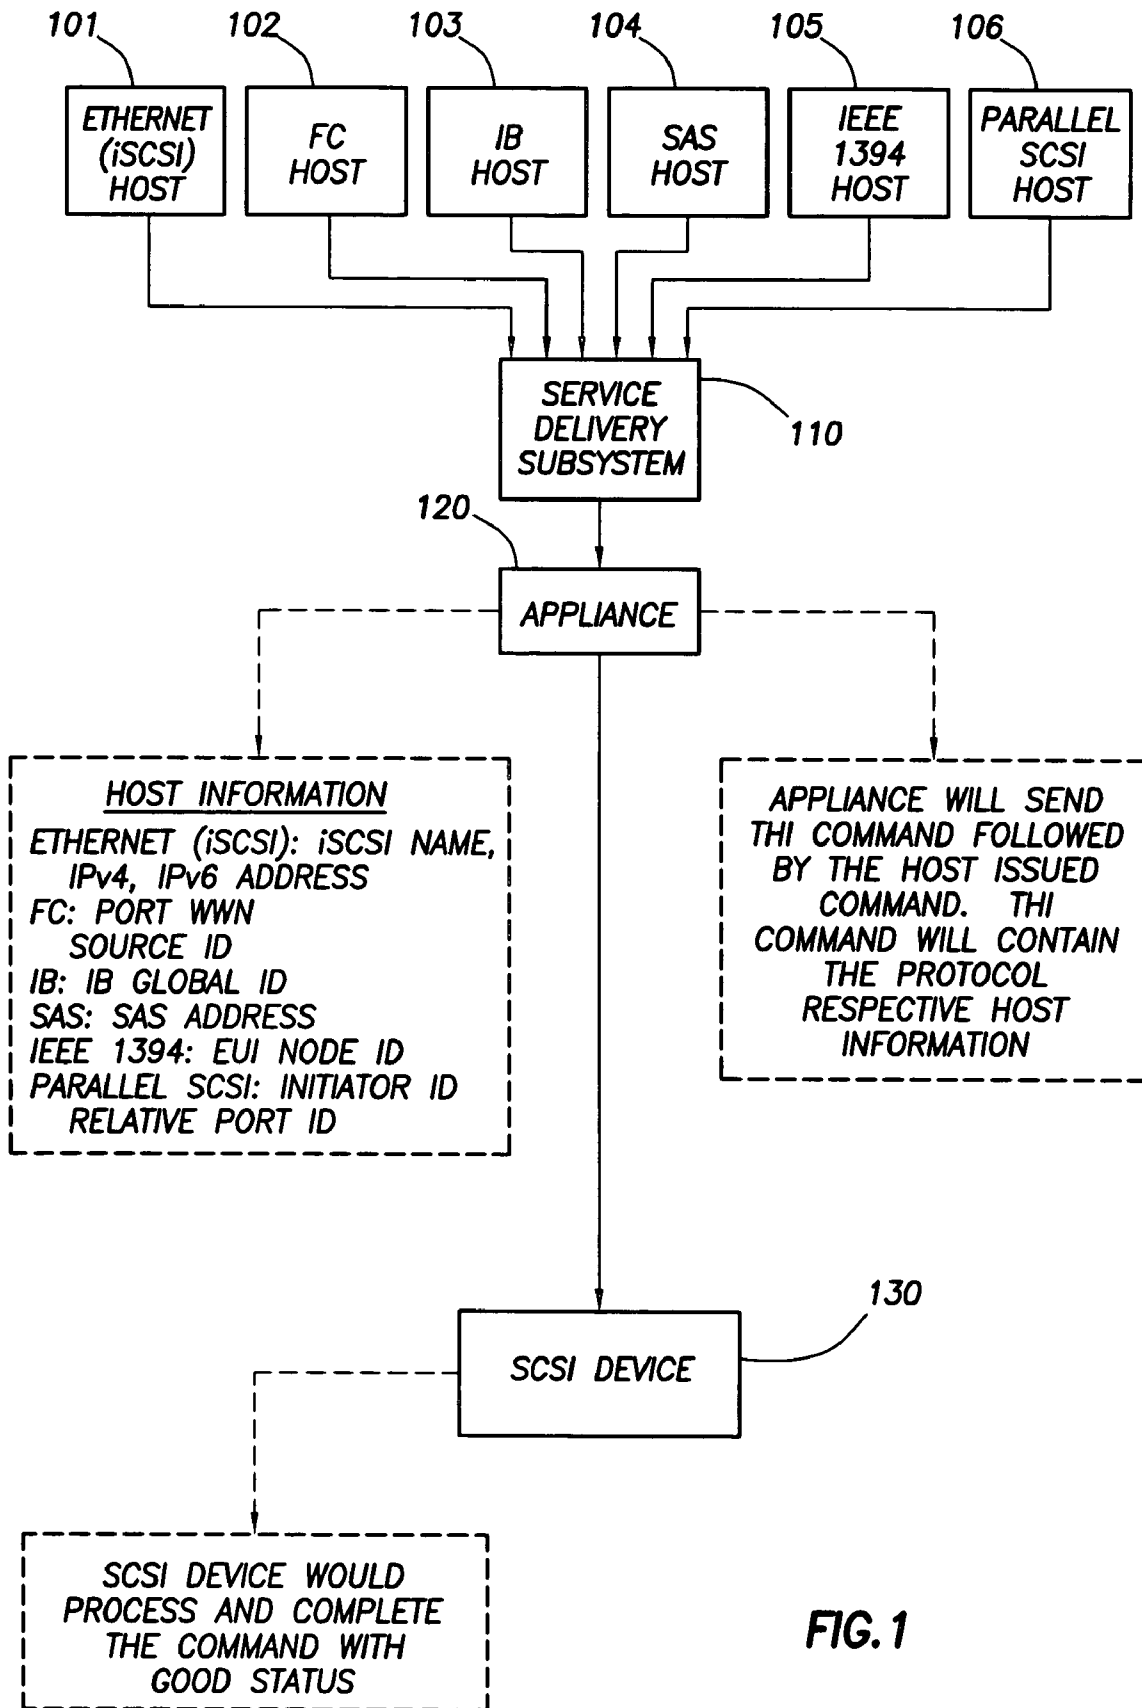 101
102
103
104
105
106
ETHERNET
(iSCSI)
HOST
FC
HOST
IB
HOST
SAS
HOST
IEEE
1394
HOST
PARALLEL
SCSI
HOST
SERVICE
DELIVERY
SUBSYSTEM
110
120
APPLIANCE
HOST INFORMATION
ETHERNET (iSCSI): iSCSI NAME,
IPv4, IPv6 ADDRESS
FC: PORT WWN
SOURCE ID
IB: IB GLOBAL ID
SAS: SAS ADDRESS
IEEE 1394: EUI NODE ID
PARALLEL SCSI: INITIATOR ID
RELATIVE PORT ID
APPLIANCE WILL SEND
THI COMMAND FOLLOWED
BY THE HOST ISSUED
COMMAND. THI
COMMAND WILL CONTAIN
THE PROTOCOL
RESPECTIVE HOST
INFORMATION
130
SCSI DEVICE
SCSI DEVICE WOULD
PROCESS AND COMPLETE
THE COMMAND WITH
GOOD STATUS
FIG. 1